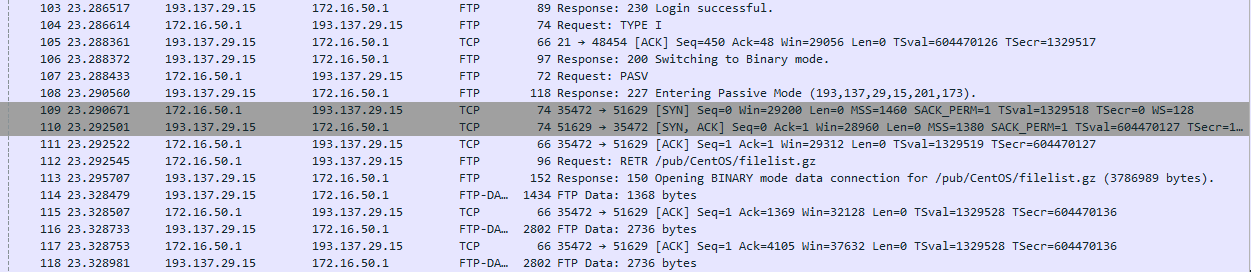 103 23.286517 193.137.29.15 172.16.50.1 FTP 89 Response: 230 Login successful.
104 23.286614 172.16.50.1 193.137.29.15 FTP 74 Request: TYPE I
105 23.288361 193.137.29.15 172.16.50.1 TCP 66 21 → 48454 [ACK] Seq=450 Ack=48 Win=29056 Len=0 TSval=604470126 TSecr=1329517
106 23.288372 193.137.29.15 172.16.50.1 FTP 97 Response: 200 Switching to Binary mode.
107 23.288433 172.16.50.1 193.137.29.15 FTP 72 Request: PASV
108 23.290560 193.137.29.15 172.16.50.1 FTP 118 Response: 227 Entering Passive Mode (193,137,29,15,201,173).
109 23.290671 172.16.50.1 193.137.29.15 TCP 74 35472 → 51629 [SYN] Seq=0 Win=29200 Len=0 MSS=1460 SACK_PERM=1 TSval=1329518 TSecr=0 WS=128
110 23.292501 193.137.29.15 172.16.50.1 TCP 74 51629 → 35472 [SYN, ACK] Seq=0 Ack=1 Win=28960 Len=0 MSS=1380 SACK_PERM=1 TSval=604470127 TSecr=1…
111 23.292522 172.16.50.1 193.137.29.15 TCP 66 35472 → 51629 [ACK] Seq=1 Ack=1 Win=29312 Len=0 TSval=1329519 TSecr=604470127
112 23.292545 172.16.50.1 193.137.29.15 FTP 96 Request: RETR /pub/CentOS/filelist.gz
113 23.295707 193.137.29.15 172.16.50.1 FTP 152 Response: 150 Opening BINARY mode data connection for /pub/CentOS/filelist.gz (3786989 bytes).
114 23.328479 193.137.29.15 172.16.50.1 FTP-DA… 1434 FTP Data: 1368 bytes
115 23.328507 172.16.50.1 193.137.29.15 TCP 66 35472 → 51629 [ACK] Seq=1 Ack=1369 Win=32128 Len=0 TSval=1329528 TSecr=604470136
116 23.328733 193.137.29.15 172.16.50.1 FTP-DA… 2802 FTP Data: 2736 bytes
117 23.328753 172.16.50.1 193.137.29.15 TCP 66 35472 → 51629 [ACK] Seq=1 Ack=4105 Win=37632 Len=0 TSval=1329528 TSecr=604470136
118 23.328981 193.137.29.15 172.16.50.1 FTP-DA… 2802 FTP Data: 2736 bytes